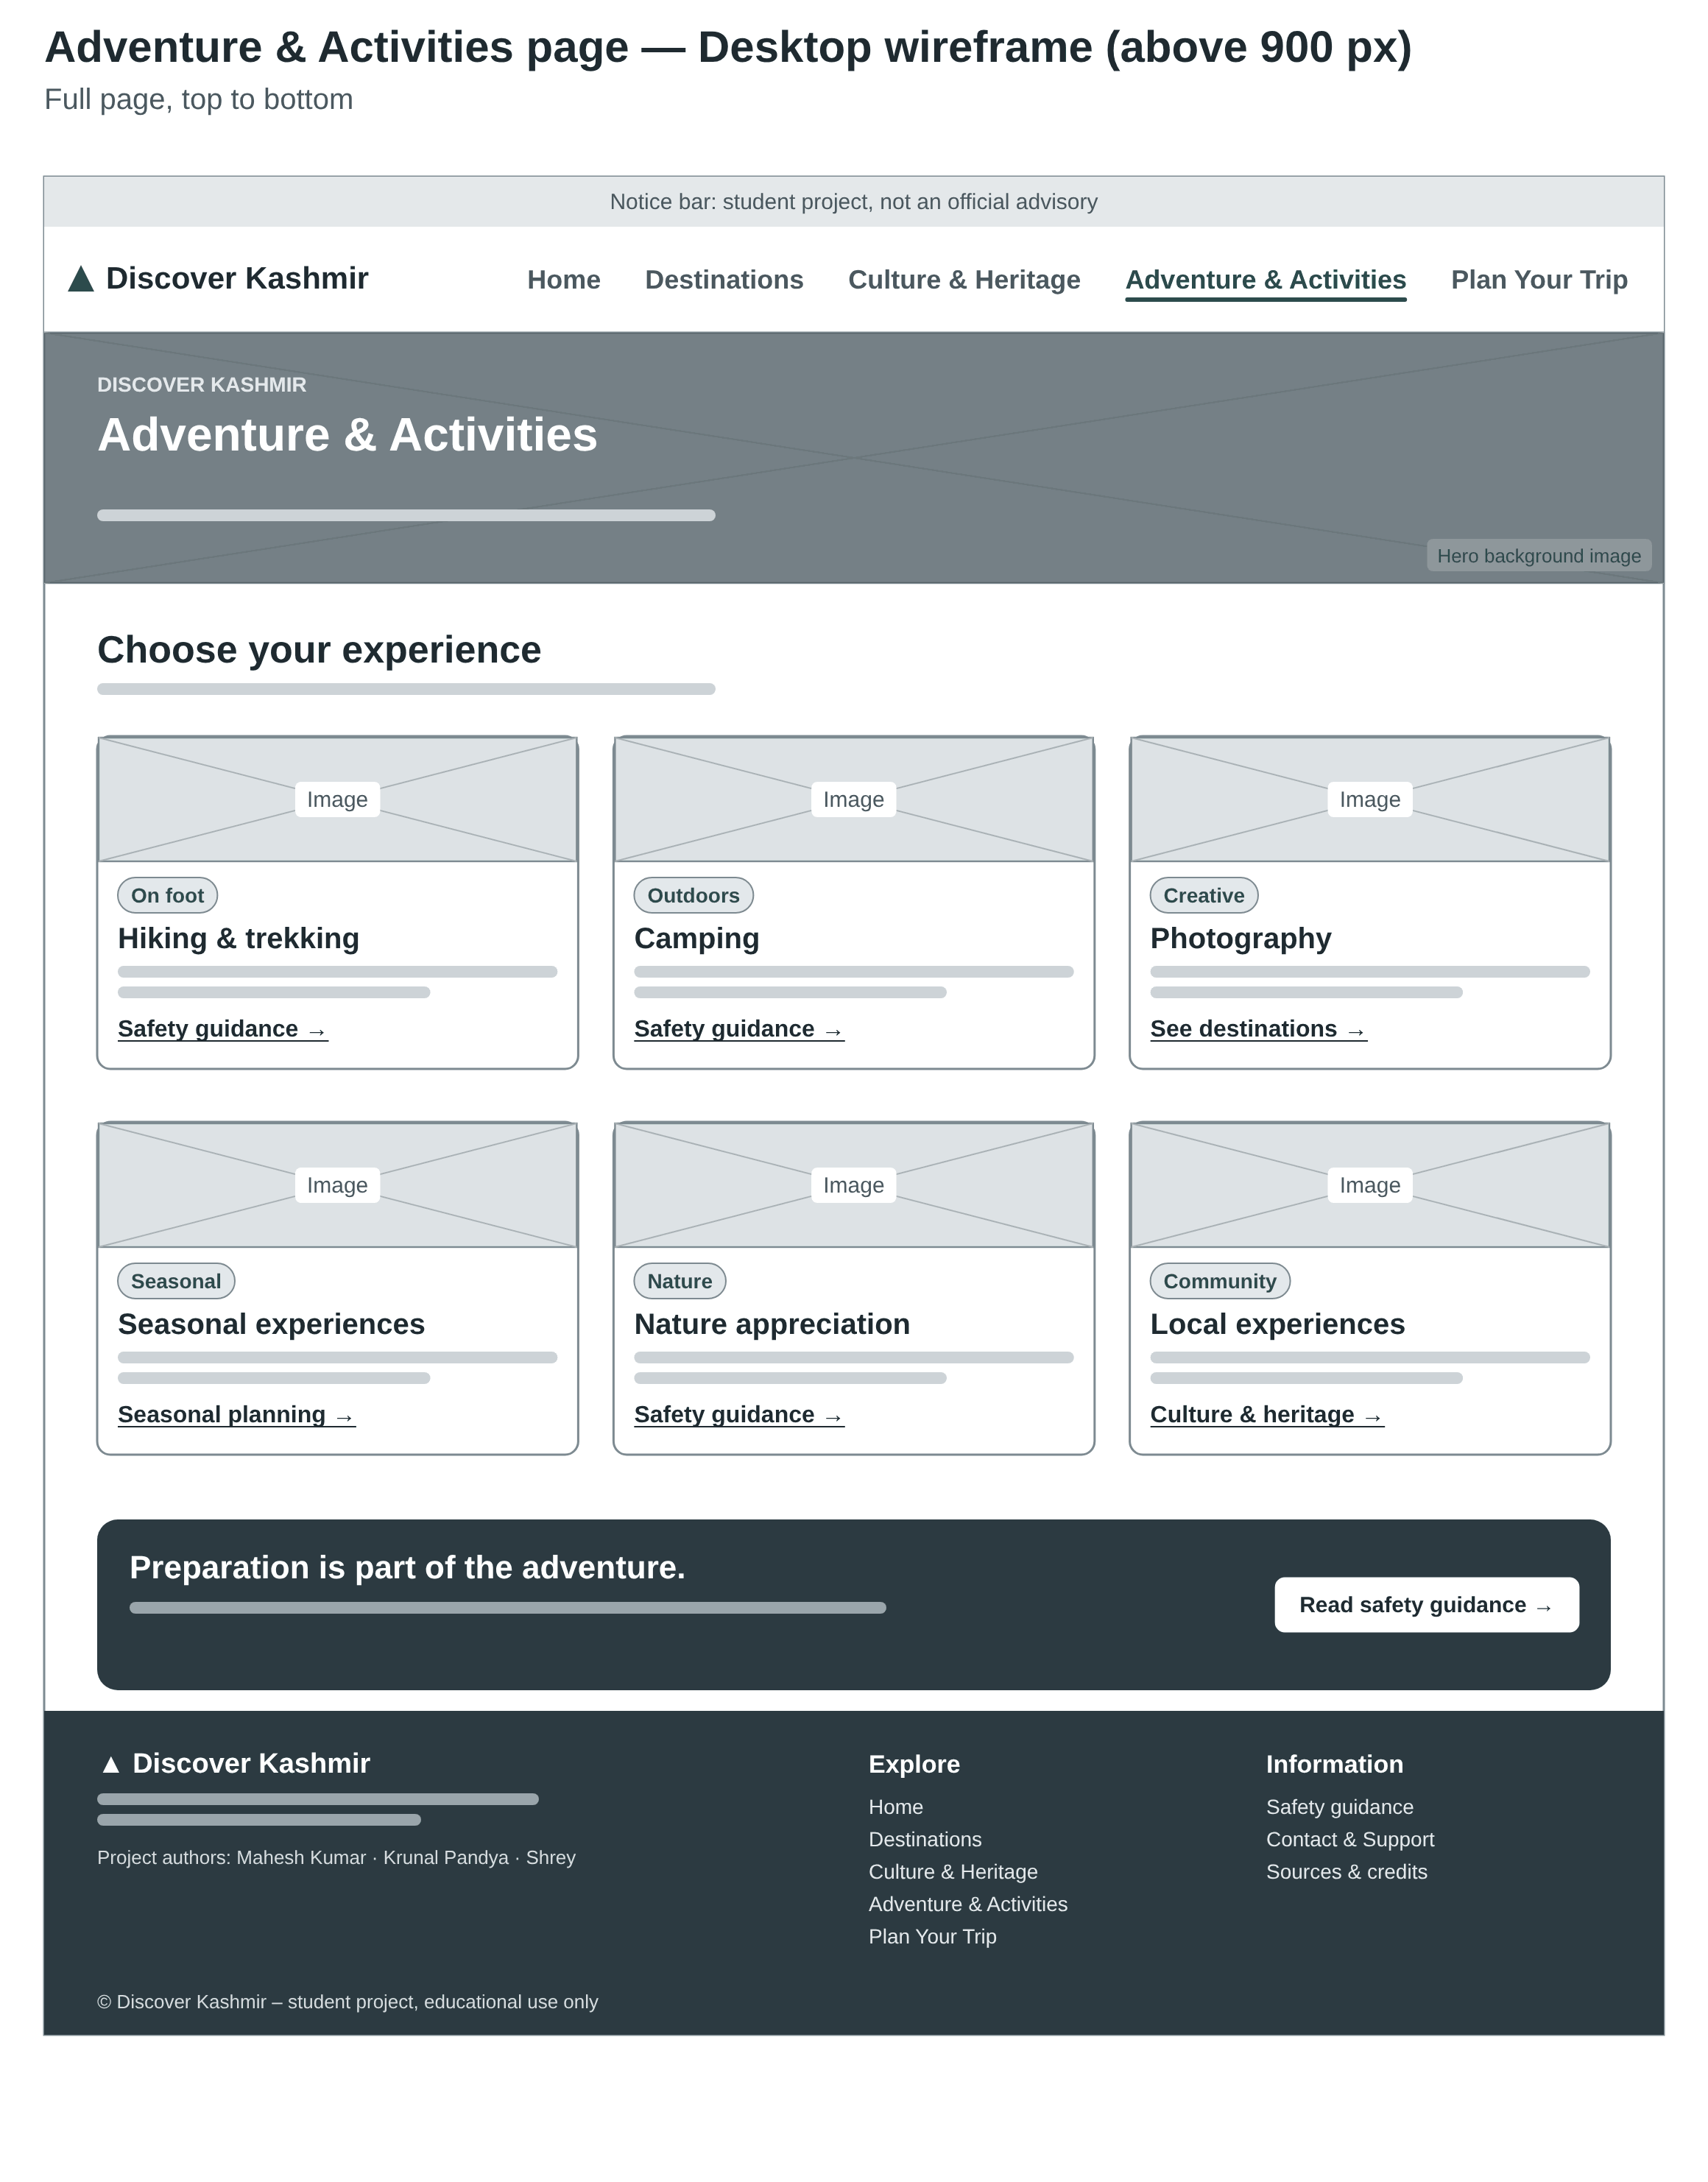 Adventure & Activities page — Desktop wireframe (above 900 px)
Full page, top to bottom
Notice bar: student project, not an official advisory
▲ Discover Kashmir
Home Destinations Culture & Heritage Adventure & Activities Plan Your Trip
DISCOVER KASHMIR
Adventure & Activities
Hero background image
Choose your experience
Image
On foot
Hiking & trekking
Safety guidance →
Image
Outdoors
Camping
Safety guidance →
Image
Creative
Photography
See destinations →
Image
Seasonal
Seasonal experiences
Seasonal planning →
Image
Nature
Nature appreciation
Safety guidance →
Image
Community
Local experiences
Culture & heritage →
Preparation is part of the adventure.
Read safety guidance →
▲ Discover Kashmir
Project authors: Mahesh Kumar · Krunal Pandya · Shrey
Explore
Home
Destinations
Culture & Heritage
Adventure & Activities
Plan Your Trip
Information
Safety guidance
Contact & Support
Sources & credits
© Discover Kashmir – student project, educational use only